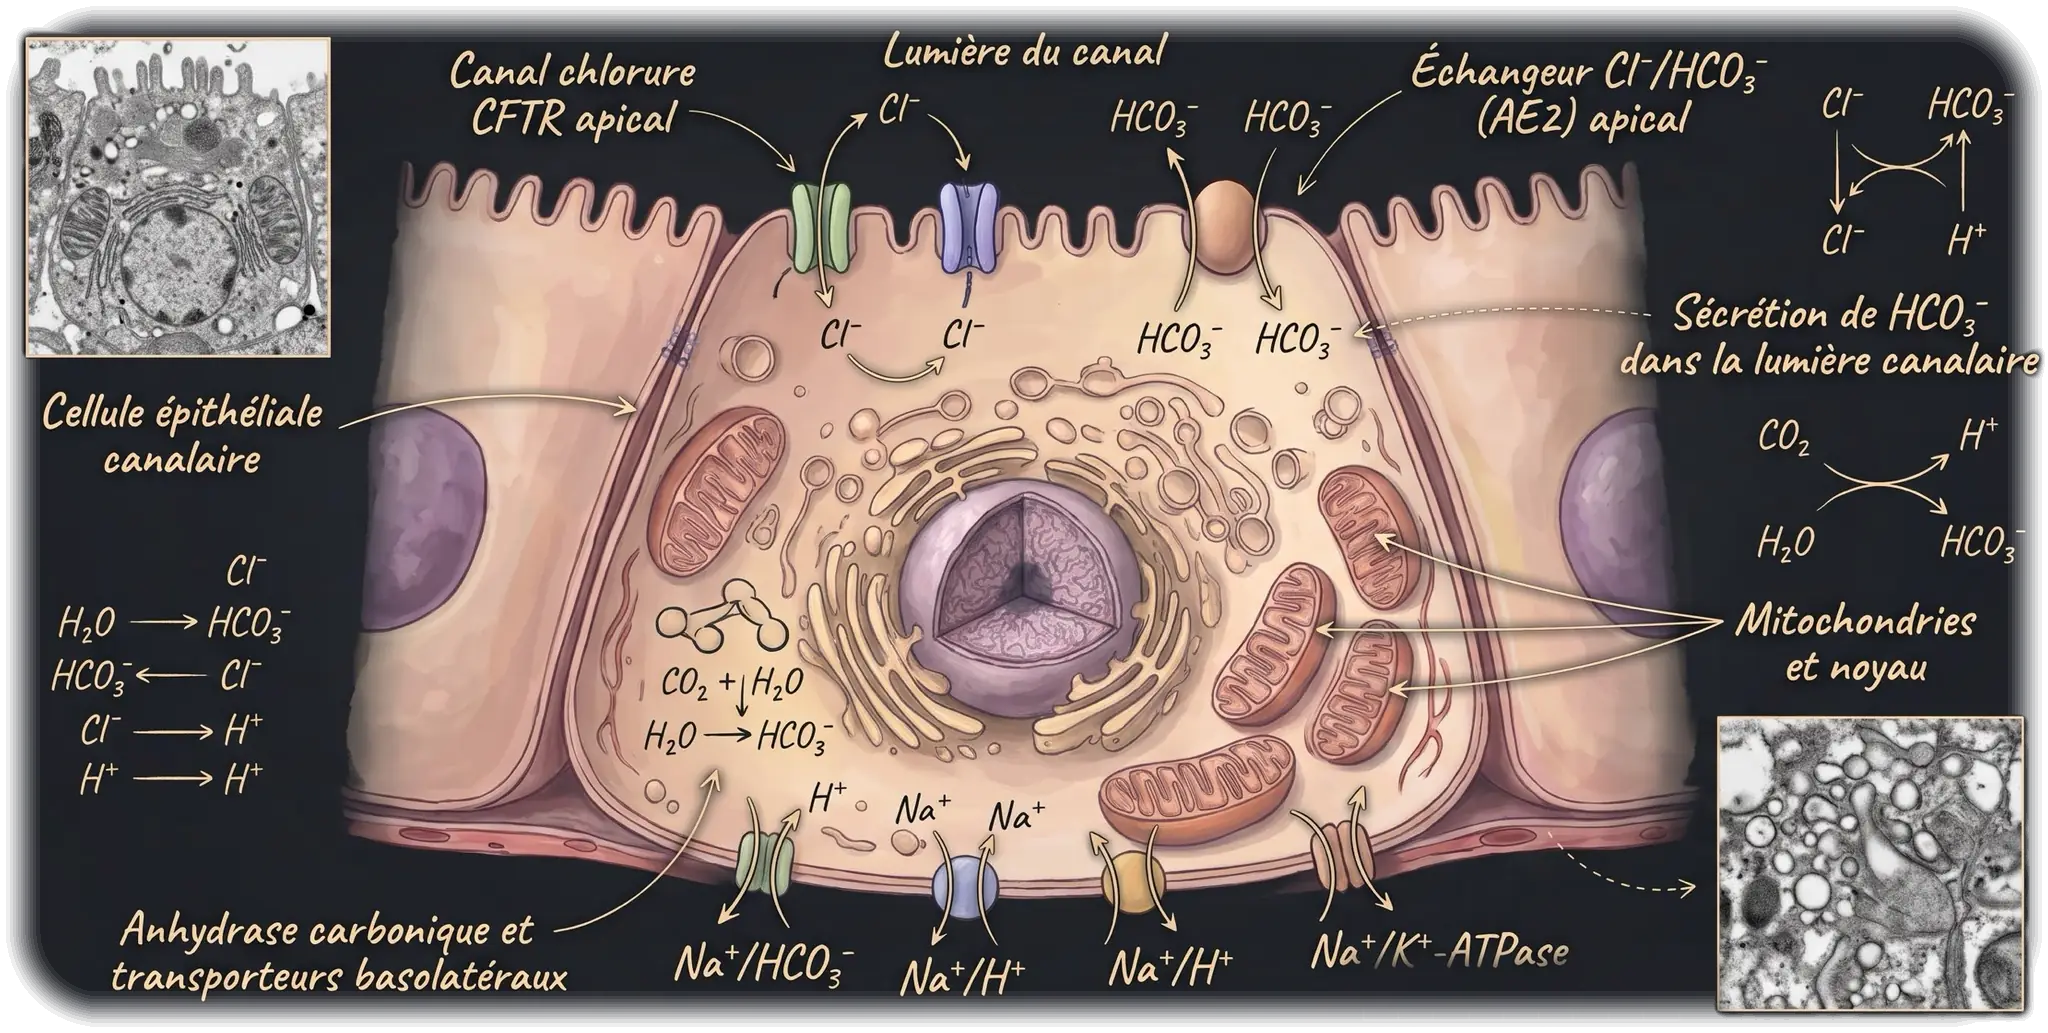 Lumière du canal
Canal chlorure
CFTR apical
Cl⁻
HCO₃⁻ HCO₃⁻
Échangeur Cl⁻/HCO₃⁻
(AE2) apical
Cl⁻ HCO₃⁻
Cl⁻ H⁺
Cl⁻ Cl⁻ HCO₃⁻ HCO₃⁻
Sécrétion de HCO₃⁻
dans la lumière canalaire
Cellule épithéliale
canalaire
CO₂ H⁺
H₂O HCO₃⁻
Cl⁻
H₂O → HCO₃⁻
HCO₃⁻ ← Cl⁻
Cl⁻ → H⁺
H⁺ → H⁺
CO₂ + ↓ H₂O
H₂O → HCO₃⁻
Mitochondries
et noyau
H⁺ Na⁺ Na⁺
Anhydrase carbonique et
transporteurs basolatéraux
Na⁺/HCO₃⁻
Na⁺/H⁺
Na⁺/H⁺
Na⁺/K⁺-ATPase